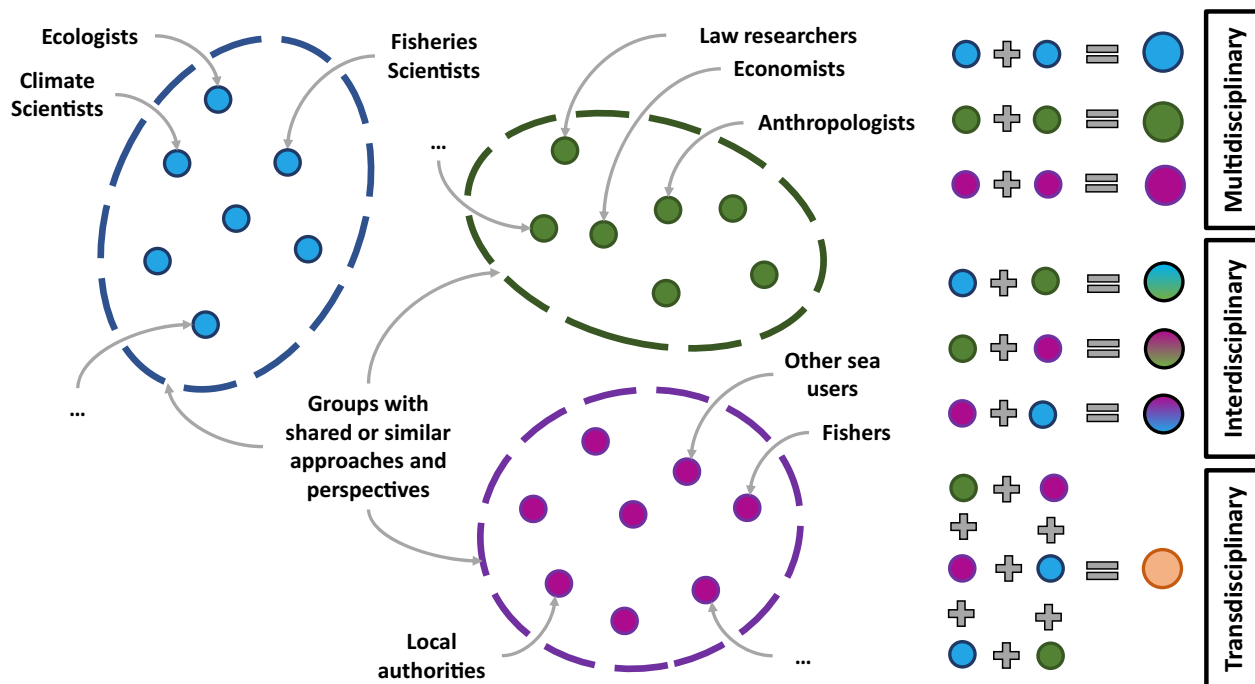 Ecologists
Climate
Scientists
Fisheries
Scientists
...
Law researchers
Economists
Anthropologists
...
Groups with
shared or similar
approaches and
perspectives
Other sea
users
Fishers
Local
authorities
...
Multidisciplinary
Interdisciplinary
Transdisciplinary